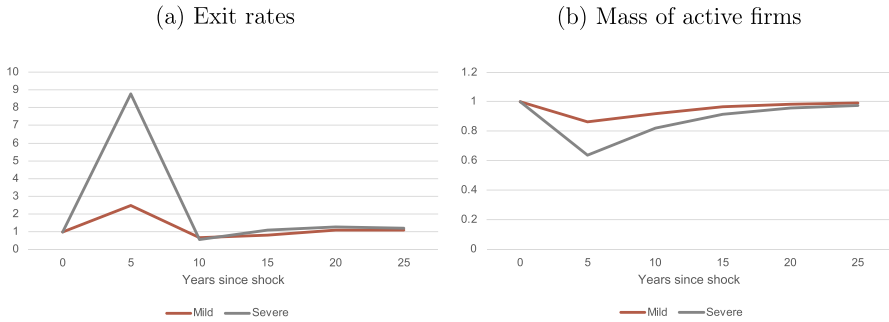 (a) Exit rates
10
9
8
7
6
5
4
3
2
1
0
0 5 10 15 20 25
Years since shock
Mild Severe
(b) Mass of active firms
1.2
1
0.8
0.6
0.4
0.2
0
0 5 10 15 20 25
Years since shock
Mild Severe